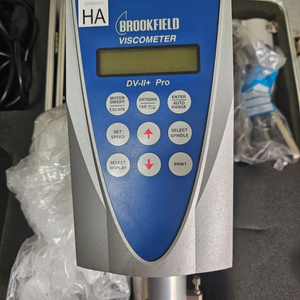 HA
BROOKFIELD
VISCOMETER
DV-II+ Pro
MOTOR
ON/OFF
ESCAPE
OPTIONS
TAB
ENTER
AUTO
RANGE
SET
SPEED
SELECT
SPINDLE
SELECT
DISPLAY
PRINT